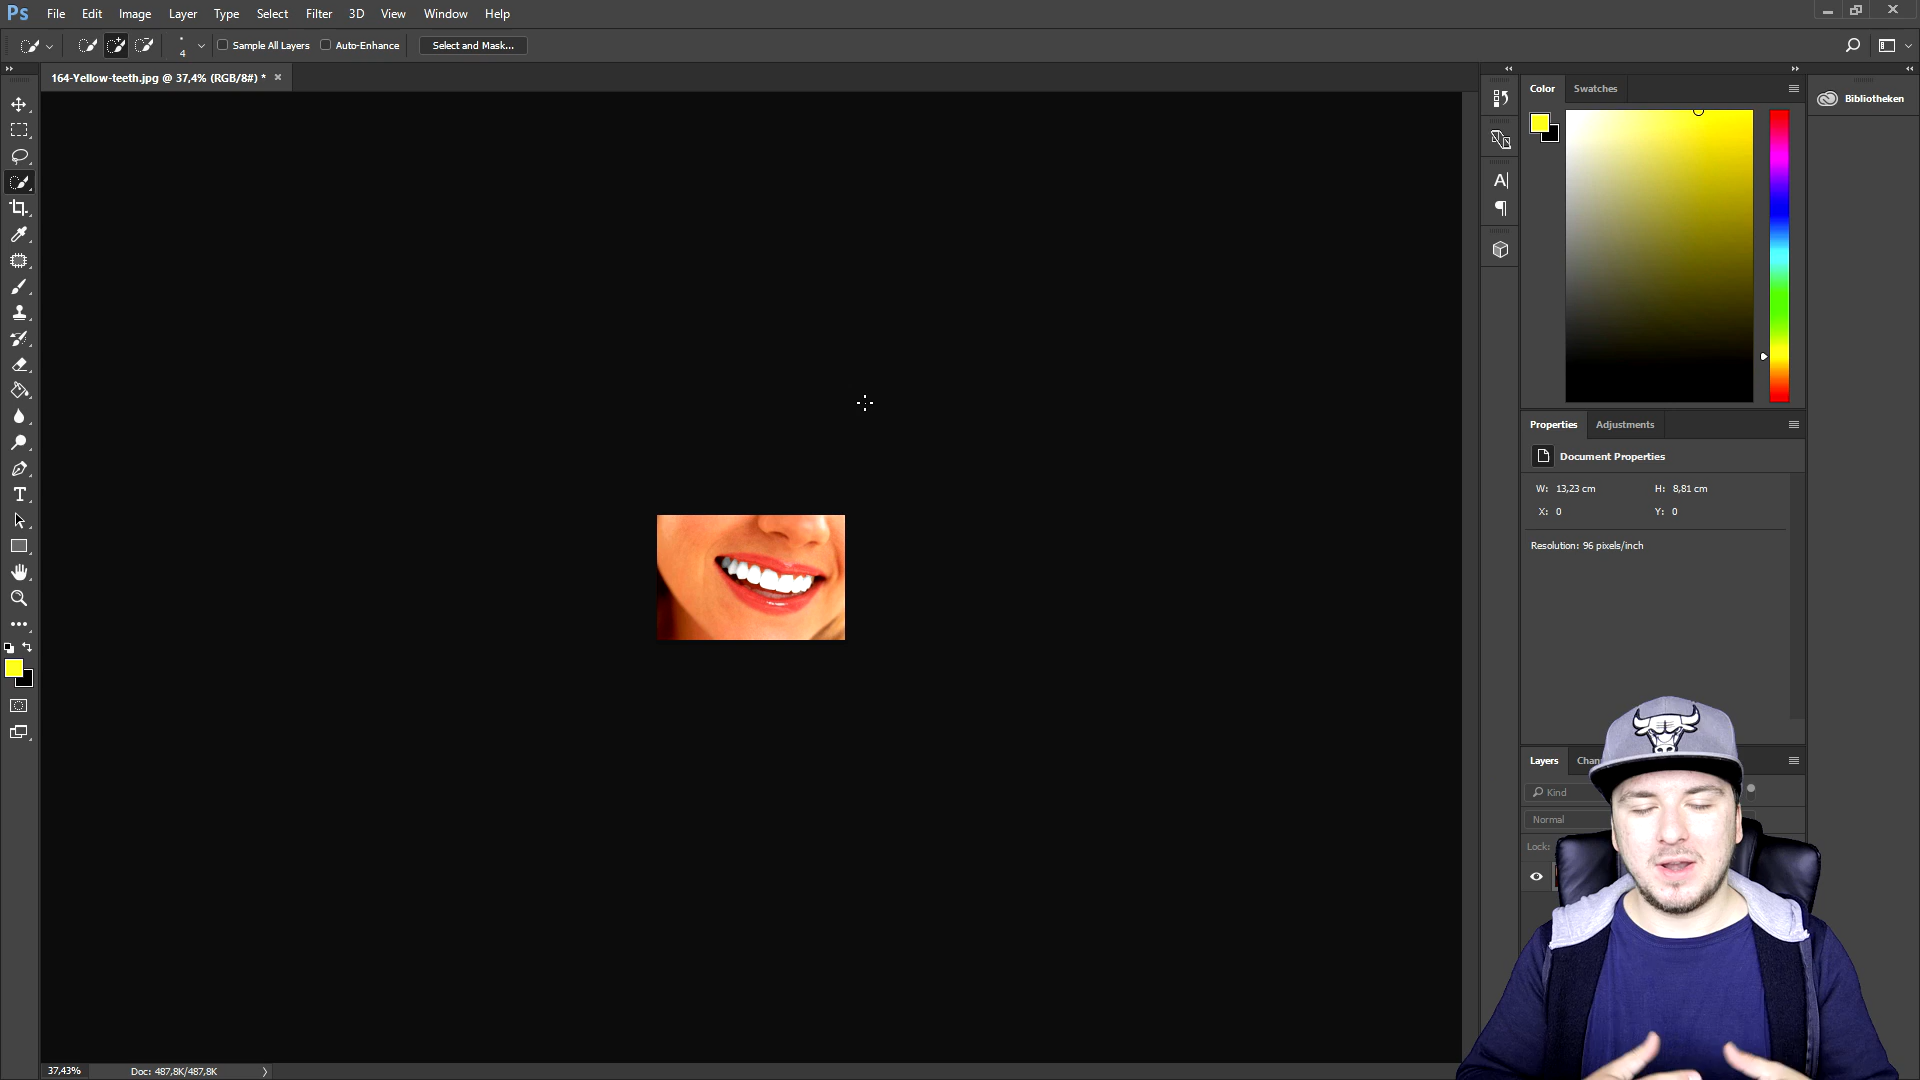 Ps File Edit Image Layer Type Select Filter 3D View Window Help
4 Sample All Layers Auto-Enhance Select and Mask...
164-Yellow-teeth.jpg @ 37,4% (RGB/8#) * ×
Color Swatches
Bibliotheken
Properties Adjustments
Document Properties
W: 13,23 cm H: 8,81 cm
X: 0 Y: 0
Resolution: 96 pixels/inch
Layers
Kind
Normal
Lock:
37,43% Doc: 487,8K/487,8K